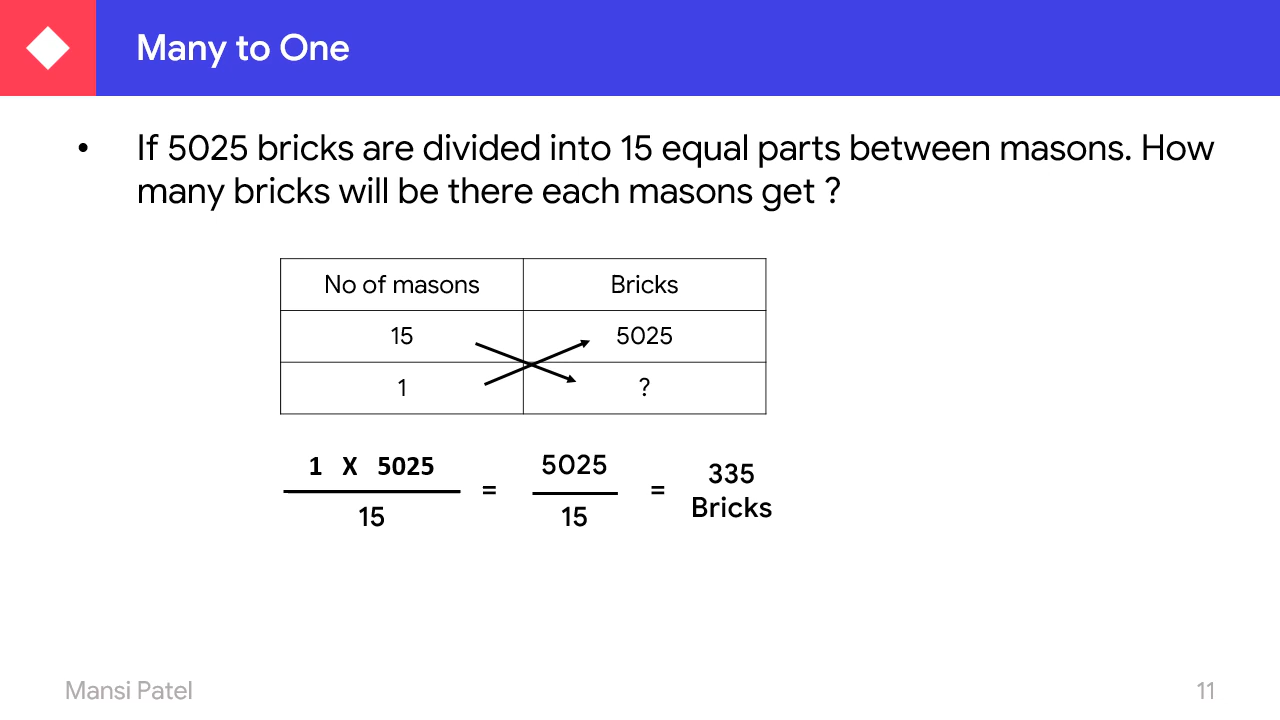 Many to One
• If 5025 bricks are divided into 15 equal parts between masons. How
many bricks will be there each masons get ?
No of masons Bricks
15 5025
1 ?
1 X 5025
15
=
5025
15
=
335
Bricks
Mansi Patel 11